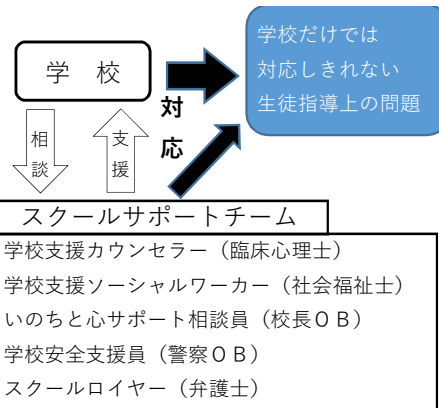 学校だけでは
対応しきれない
生徒指導上の問題
学　校
対
応
相
談
支
援
スクールサポートチーム
学校支援カウンセラー（臨床心理士）
学校支援ソーシャルワーカー（社会福祉士）
いのちと心サポート相談員（校長ＯＢ）
学校安全支援員（警察ＯＢ）
スクールロイヤー（弁護士）